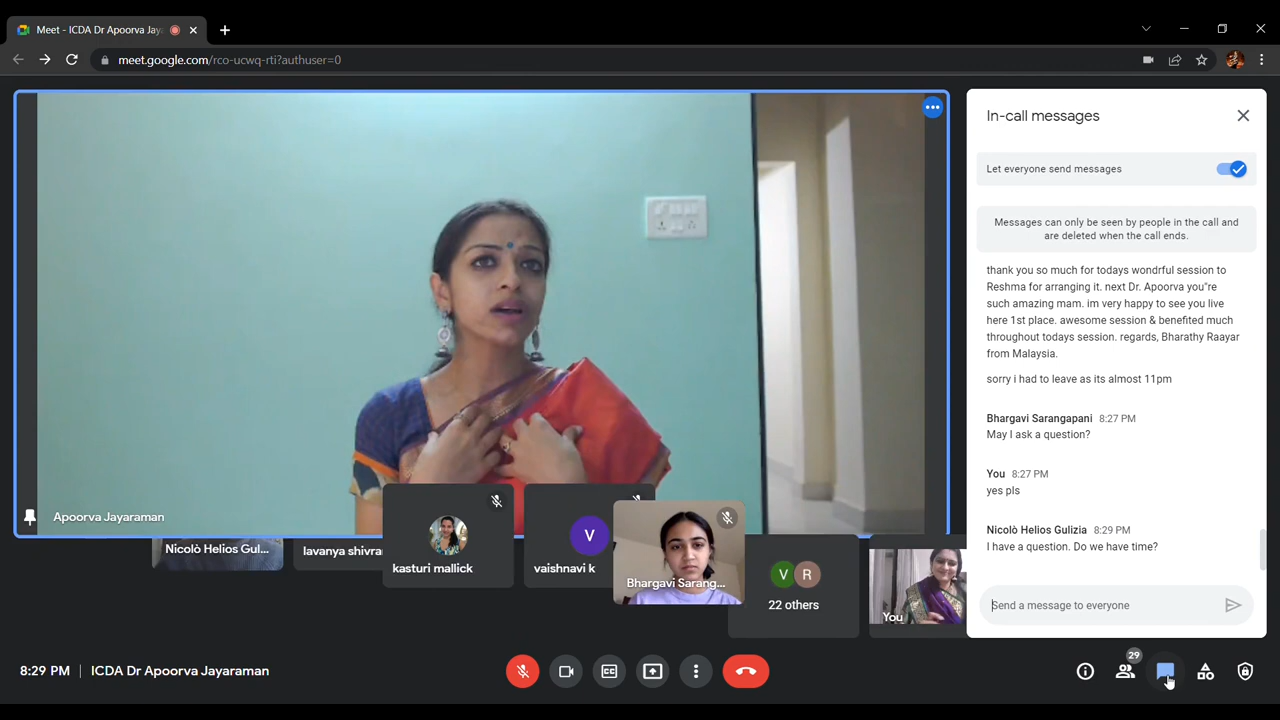 Meet - ICDA Dr Apoorva Jay
meet.google.com/rco-ucwq-rti?authuser=0
In-call messages
Let everyone send messages
Messages can only be seen by people in the call and
are deleted when the call ends.
thank you so much for todays wondrful session to
Reshma for arranging it. next Dr. Apoorva you"re
such amazing mam. im very happy to see you live
here 1st place. awesome session & benefited much
throughout todays session. regards, Bharathy Raayar
from Malaysia.
sorry i had to leave as its almost 11pm
Bhargavi Sarangapani 8:27 PM
May I ask a question?
You 8:27 PM
yes pls
Nicolò Helios Gulizia 8:29 PM
I have a question. Do we have time?
Send a message to everyone
Apoorva Jayaraman
Nicolò Helios Gul...
lavanya shivra
kasturi mallick
V
vaishnavi k
Bhargavi Sarang...
V R
22 others
You
8:29 PM | ICDA Dr Apoorva Jayaraman
CC
29